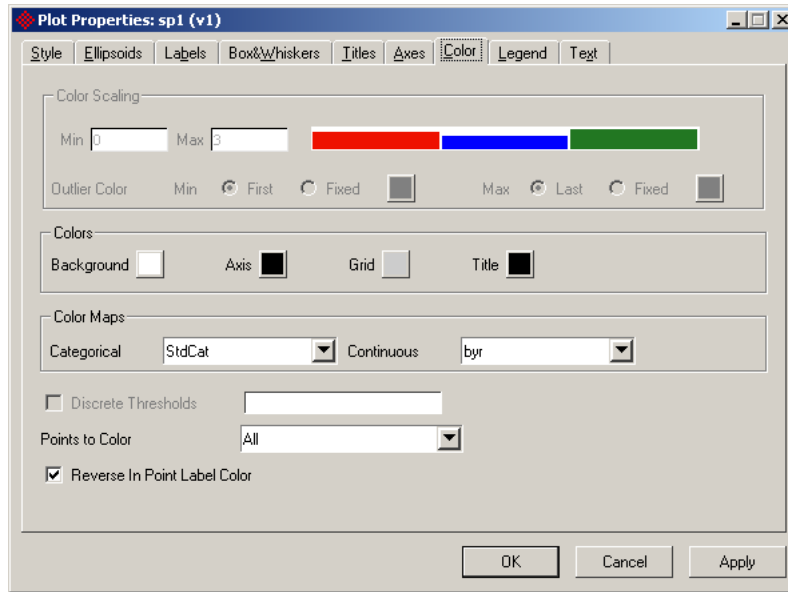 Plot Properties: sp1 (v1)
Style Ellipsoids Labels Box&Whiskers Titles Axes Color Legend Text
Color Scaling
Min 0 Max 3
Outlier Color Min First Fixed Max Last Fixed
Colors
Background Axis Grid Title
Color Maps
Categorical StdCat Continuous byr
Discrete Thresholds
Points to Color All
Reverse In Point Label Color
OK Cancel Apply